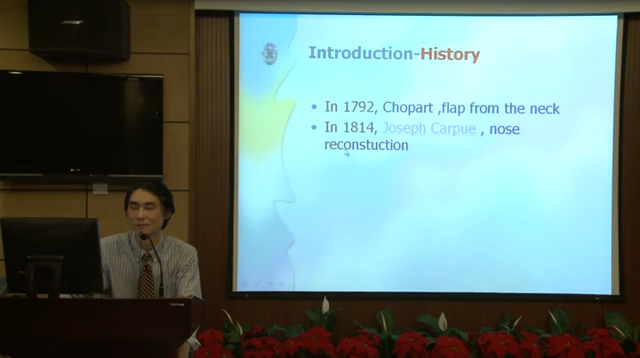 Introduction-History
• In 1792, Chopart ,flap from the neck
• In 1814, Joseph Carpue , nose
reconstuction